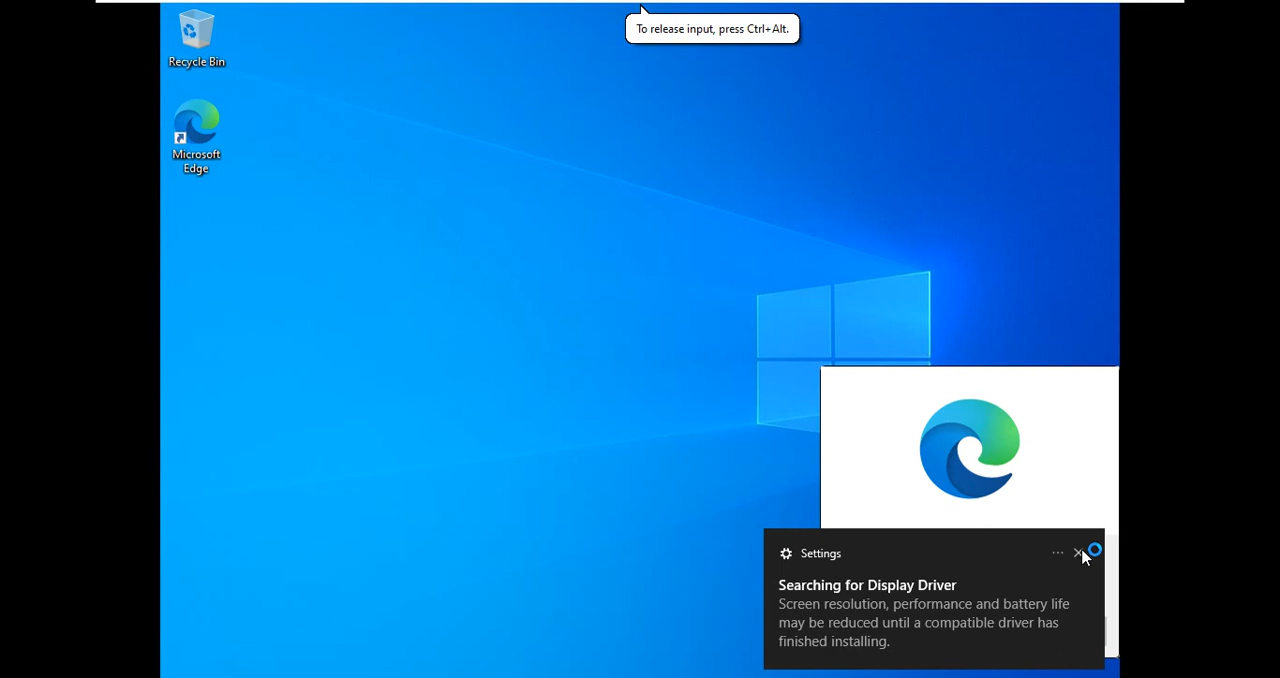 To release input, press Ctrl+Alt.
Recycle Bin
Microsoft
Edge
Settings
Searching for Display Driver
Screen resolution, performance and battery life
may be reduced until a compatible driver has
finished installing.